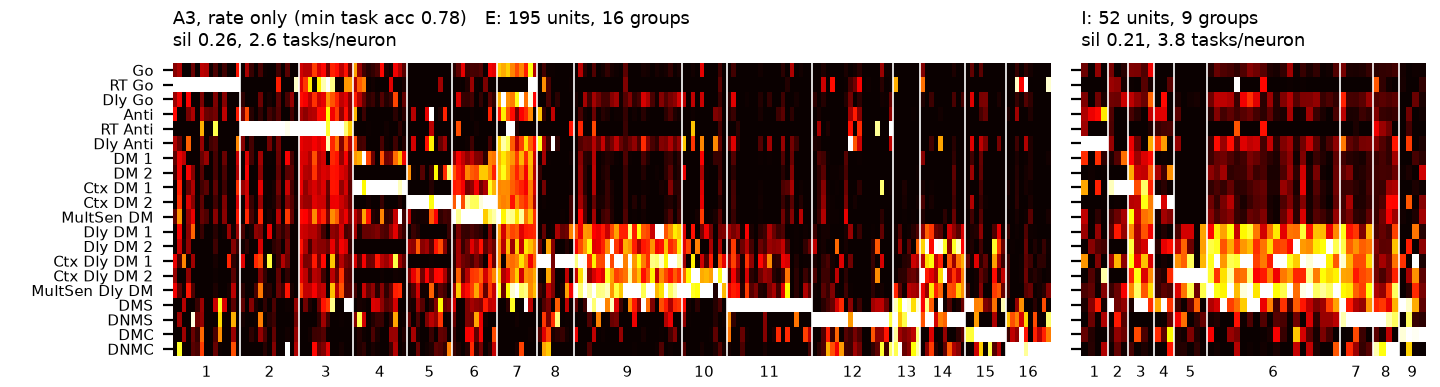 A3, rate only (min task acc 0.78)   E: 195 units, 16 groups
sil 0.26, 2.6 tasks/neuron
I: 52 units, 9 groups
sil 0.21, 3.8 tasks/neuron
Go
RT Go
Dly Go
Anti
RT Anti
Dly Anti
DM 1
DM 2
Ctx DM 1
Ctx DM 2
MultSen DM
Dly DM 1
Dly DM 2
Ctx Dly DM 1
Ctx Dly DM 2
MultSen Dly DM
DMS
DNMS
DMC
DNMC
1 2 3 4 5 6 7 8 9 10 11 12 13 14 15 16
1 2 3 4 5 6 7 8 9